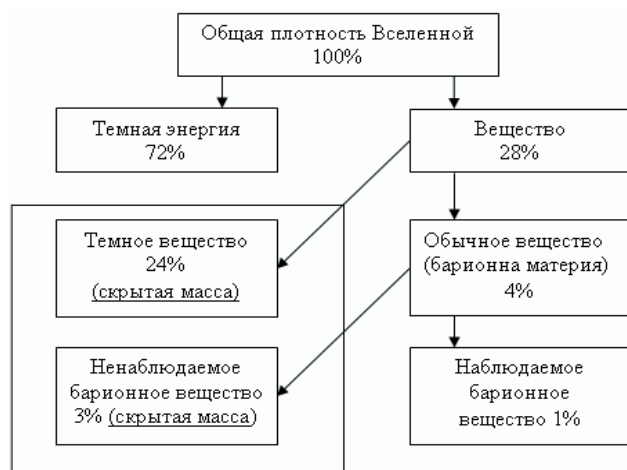 Общая плотность Вселенной
100%
Темная энергия
72%
Вещество
28%
Темное вещество
24%
(скрытая масса)
Обычное вещество
(барионна материя)
4%
Ненаблюдаемое
барионное вещество
3% (скрытая масса)
Наблюдаемое
барионное
вещество 1%